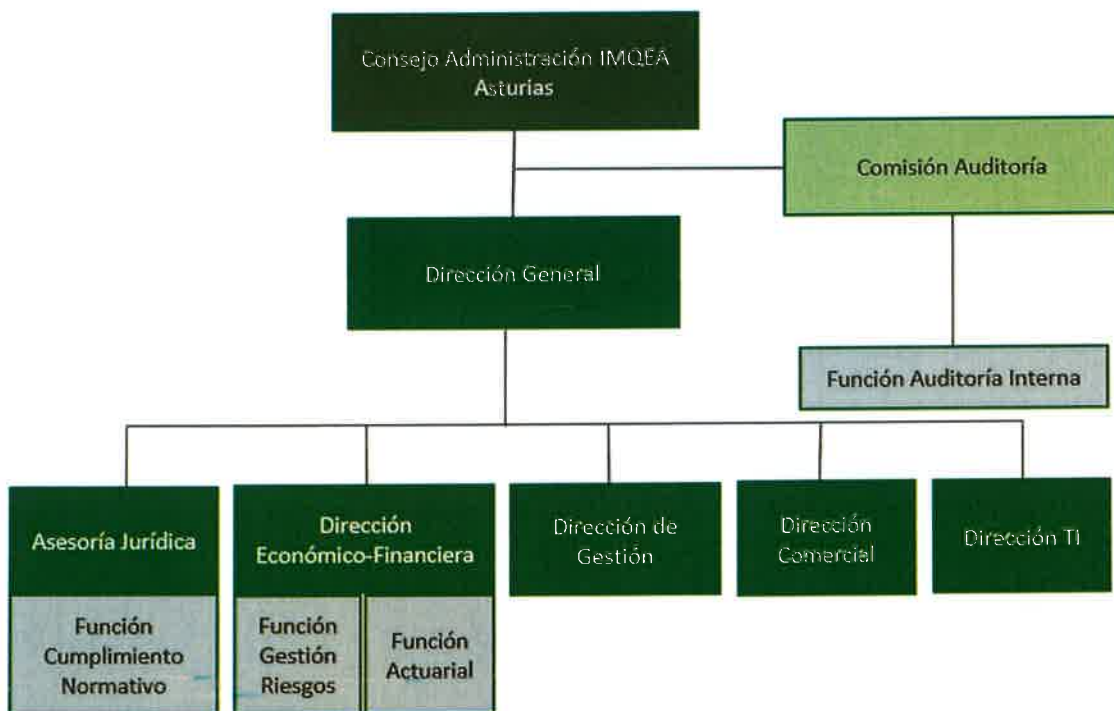 Consejo Administración IMQEA
Asturias
Comisión Auditoría
Dirección General
Función Auditoría Interna
Asesoría Jurídica
Dirección
Económico-Financiera
Dirección de
Gestión
Dirección
Comercial
Dirección TI
Función
Cumplimiento
Normativo
Función
Gestión
Riesgos
Función
Actuarial